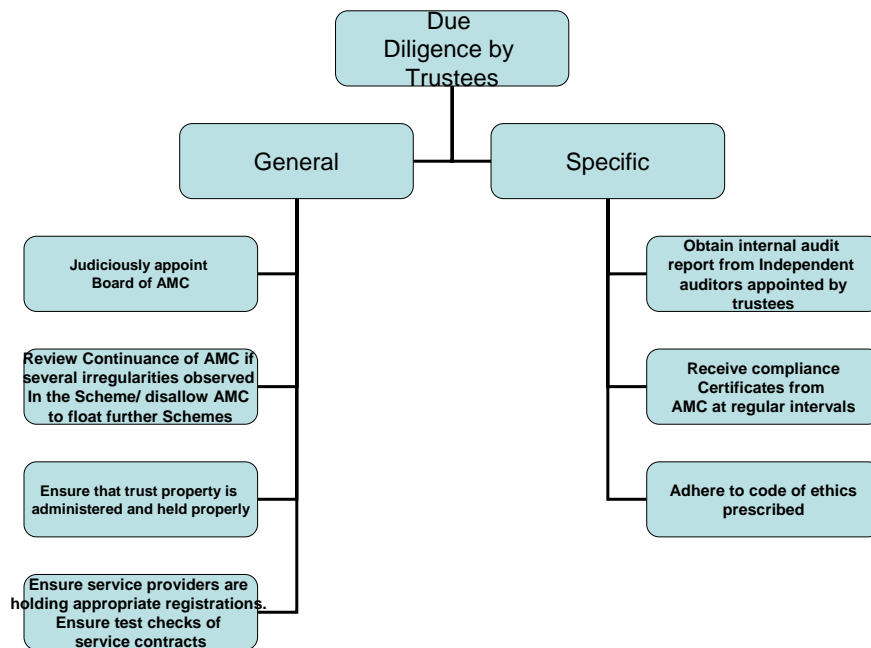 Due
Diligence by
Trustees
General
Specific
Judiciously appoint
Board of AMC
Review Continuance of AMC if
several irregularities observed
In the Scheme/ disallow AMC
to float further Schemes
Ensure that trust property is
administered and held properly
Ensure service providers are
holding appropriate registrations.
Ensure test checks of
service contracts
Obtain internal audit
report from Independent
auditors appointed by
trustees
Receive compliance
Certificates from
AMC at regular intervals
Adhere to code of ethics
prescribed